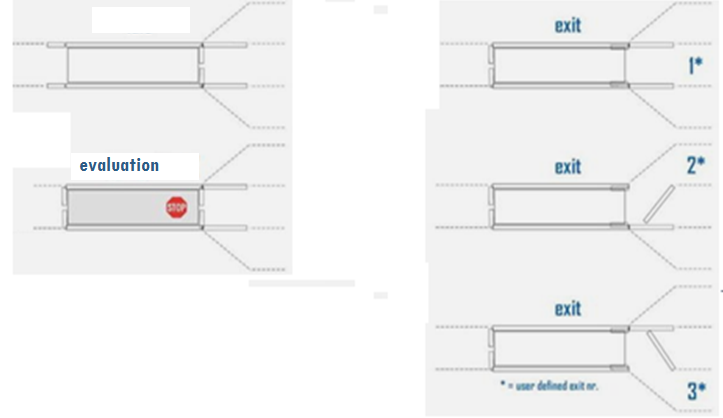 exit
1*
evaluation
STOP
exit
2*
exit
* = user defined exit nr.
3*